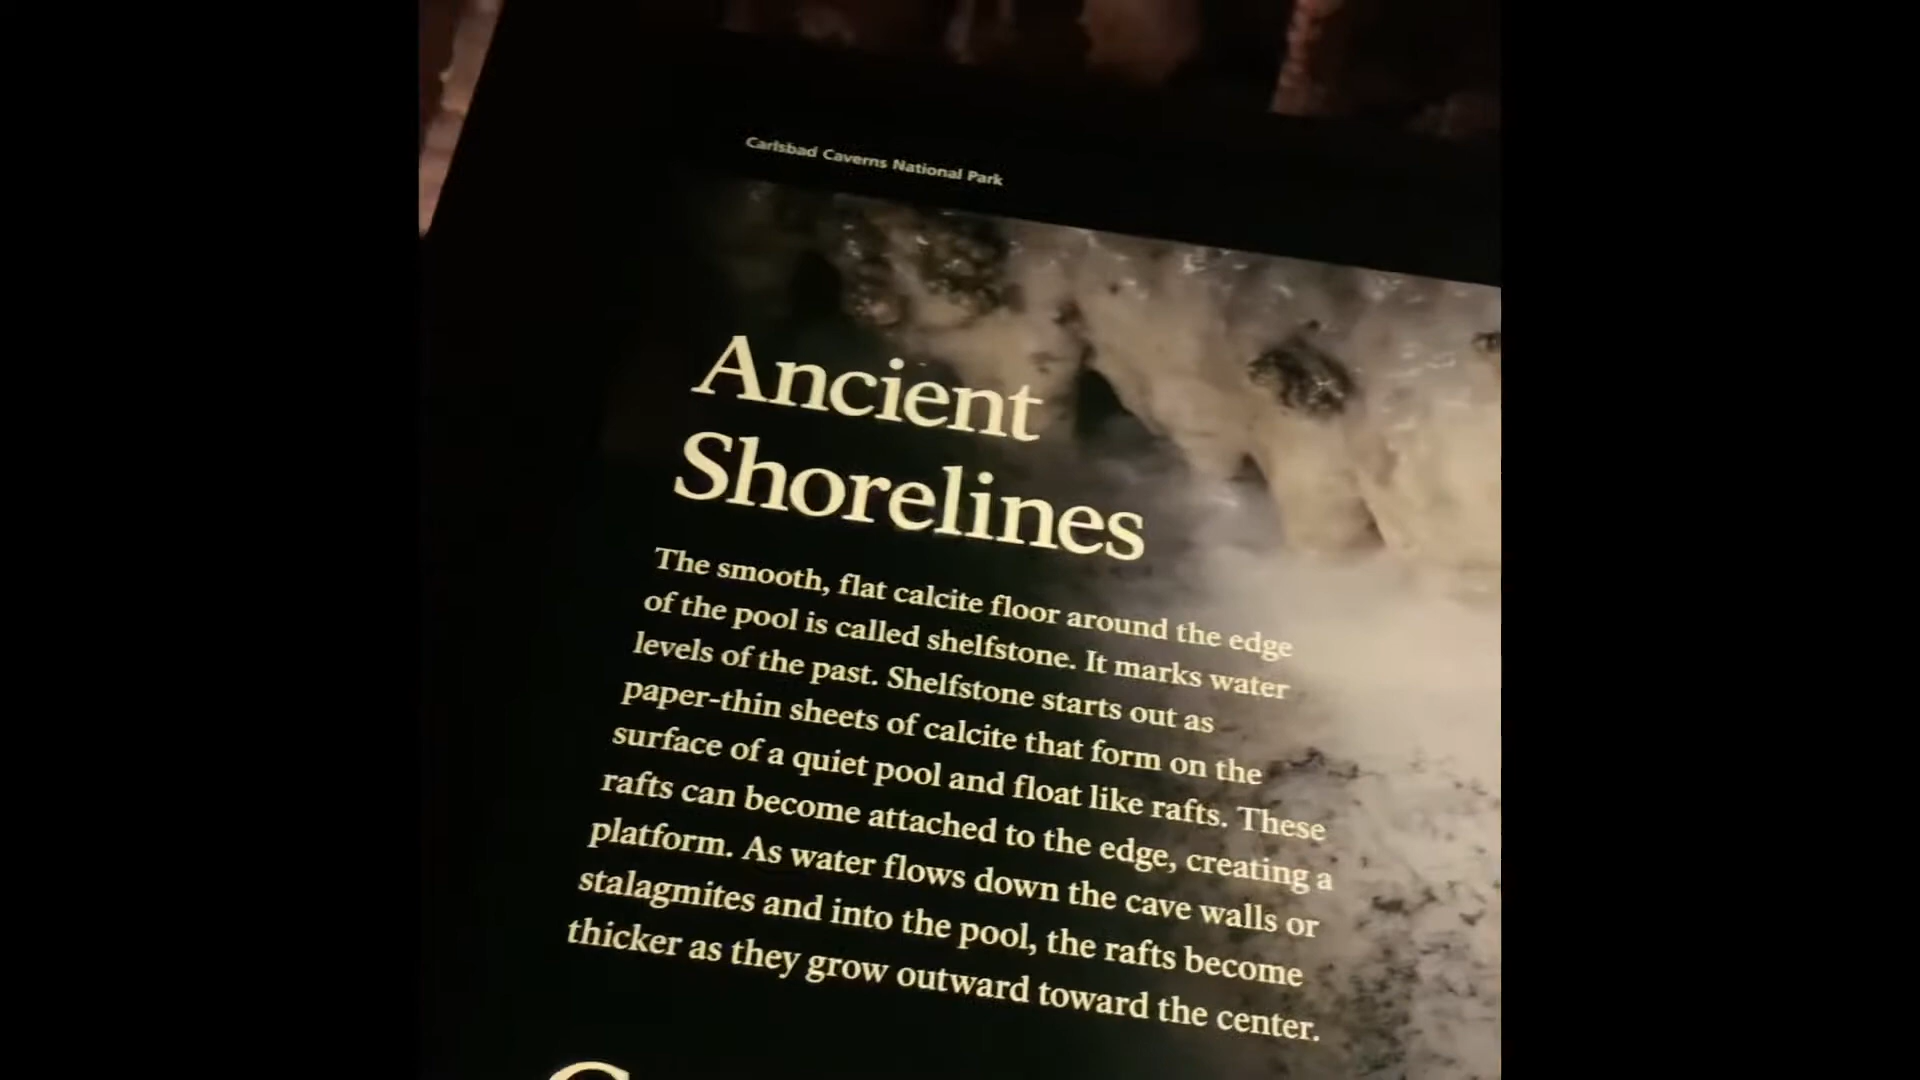 Carlsbad Caverns National Park
Ancient
Shorelines
The smooth, flat calcite floor around the edge
of the pool is called shelfstone. It marks water
levels of the past. Shelfstone starts out as
paper-thin sheets of calcite that form on the
surface of a quiet pool and float like rafts. These
rafts can become attached to the edge, creating a
platform. As water flows down the cave walls or
stalagmites and into the pool, the rafts become
thicker as they grow outward toward the center.